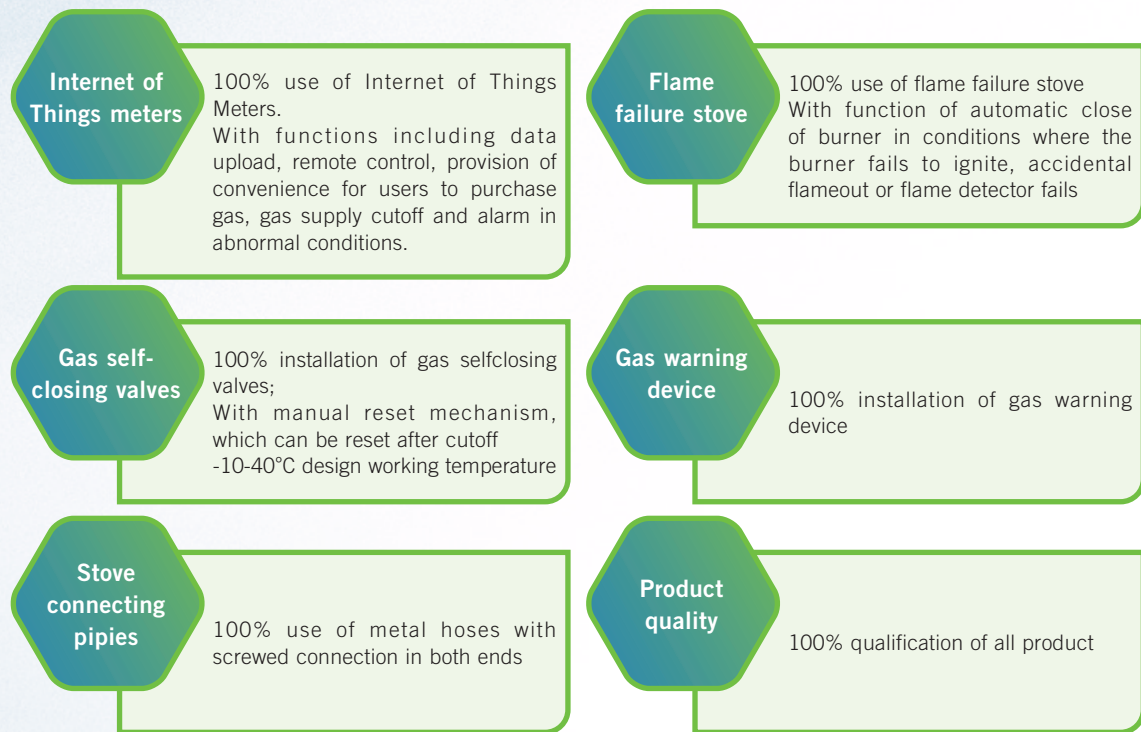 Internet of
Things meters
100% use of Internet of Things
Meters.
With functions including data
upload, remote control, provision of
convenience for users to purchase
gas, gas supply cutoff and alarm in
abnormal conditions.
Flame
failure stove
100% use of flame failure stove
With function of automatic close
of burner in conditions where the
burner fails to ignite, accidental
flameout or flame detector fails
Gas self-
closing valves
100% installation of gas selfclosing
valves;
With manual reset mechanism,
which can be reset after cutoff
-10-40°C design working temperature
Gas warning
device
100% installation of gas warning
device
Stove
connecting
pipies
100% use of metal hoses with
screwed connection in both ends
Product
quality
100% qualification of all product